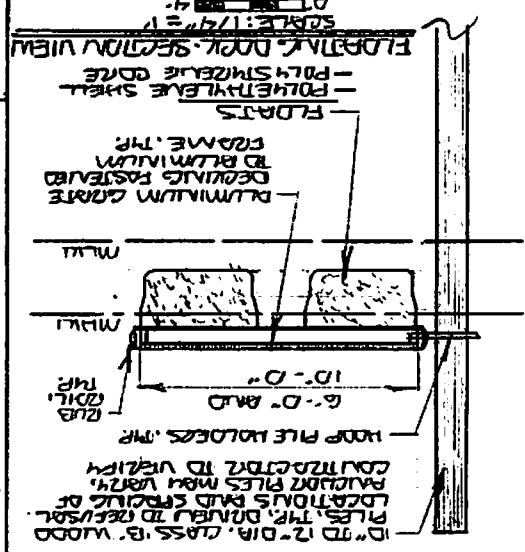 10" TO 12" DIA. CLASS 'B' WOOD
PILES, TYP. DRIVEN TO REFUSAL.
LOCATIONS AND SPACING OF
ANCHOR PILES MAY VARY,
CONTRACTOR TO VERIFY
HOOP PILE HOLDERS, TYP.
6'-0" AND
10'-0"
RUB
RAIL,
TYP.
MHW
MLW
ALUMINUM GRATE
DECKING FASTENED
TO ALUMINUM
FRAME, TYP.
FLOATS
— POLYETHYLENE SHELL
— POLYSTYRENE CORE
FLOATING DOCK-SECTION VIEW
SCALE: 1/4" = 1'
0' 4'